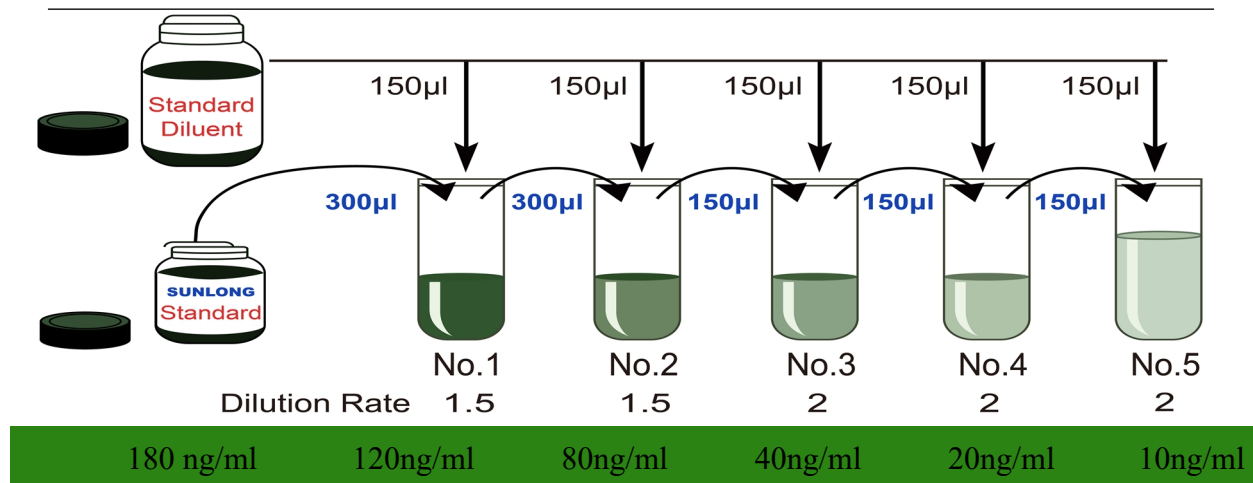 150µl 150µl 150µl 150µl 150µl
Standard
Diluent
300µl 300µl 150µl 150µl 150µl
SUNLONG
Standard
No.1 No.2 No.3 No.4 No.5
Dilution Rate 1.5 1.5 2 2 2
180 ng/ml 120ng/ml 80ng/ml 40ng/ml 20ng/ml 10ng/ml